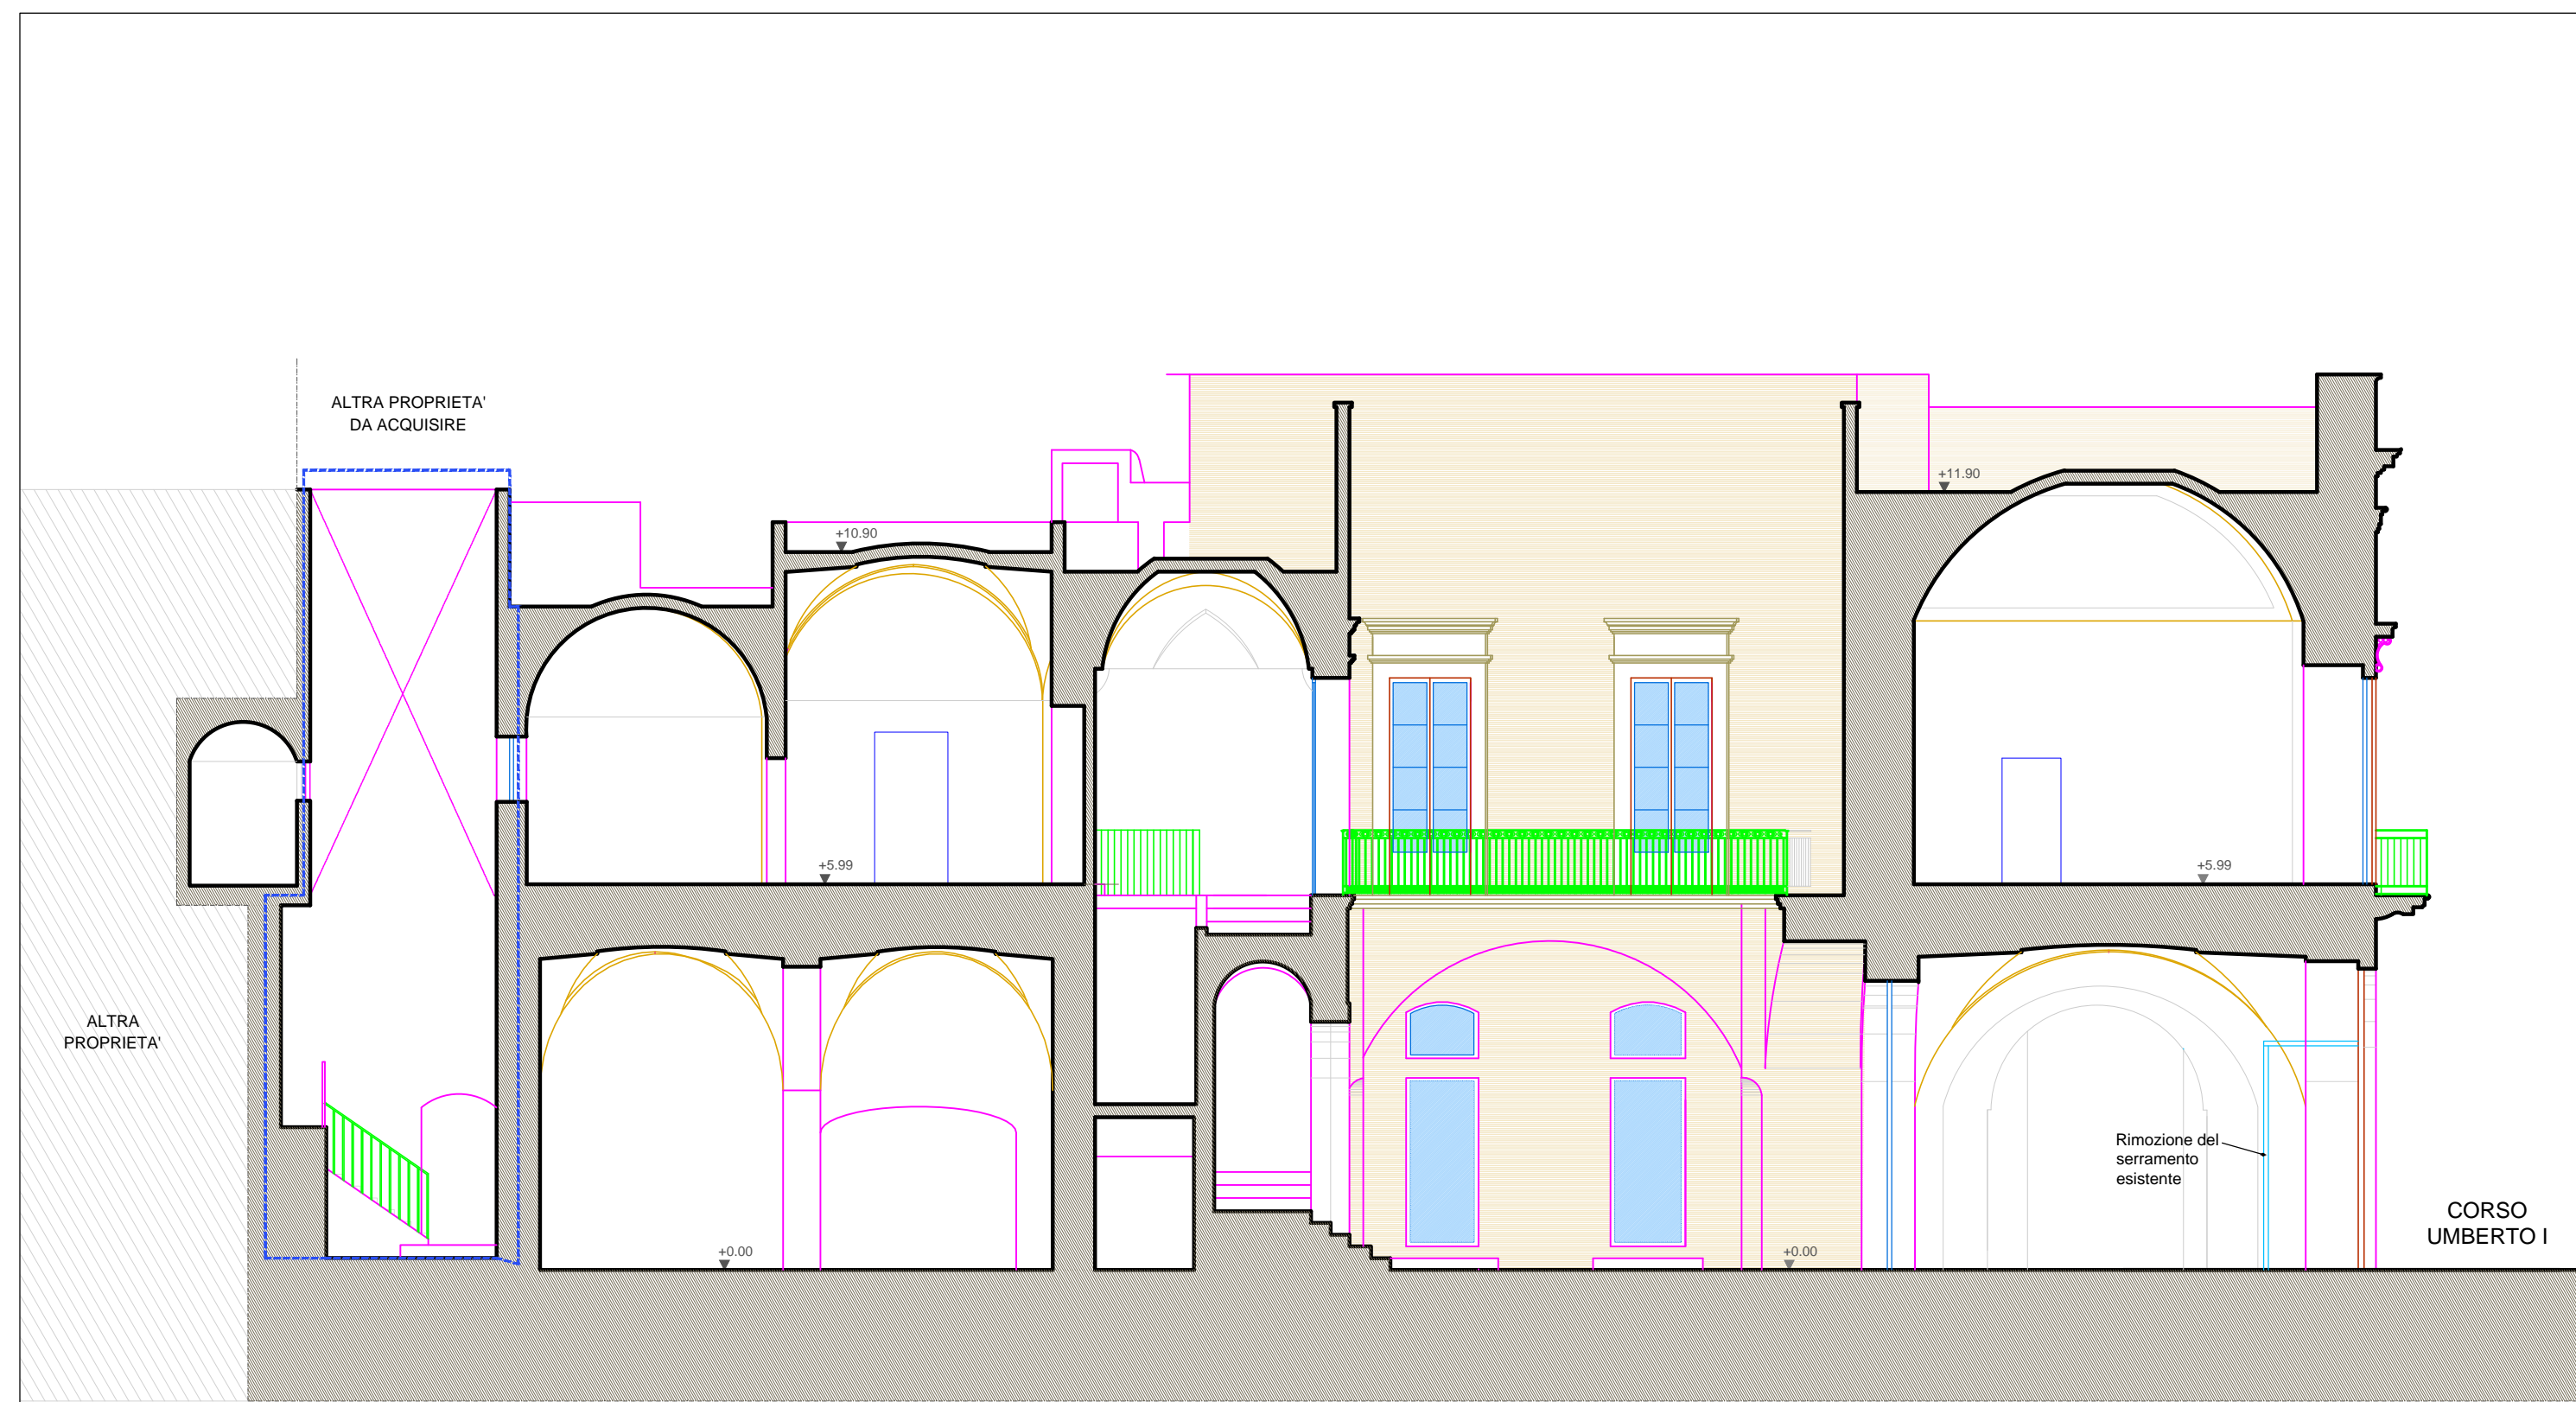 ALTRA PROPRIETA'
DA ACQUISIRE
+11.90
+10.90
+5.99
+5.99
ALTRA
PROPRIETA'
Rimozione del
serramento
esistente
CORSO
UMBERTO I
+0.00
+0.00